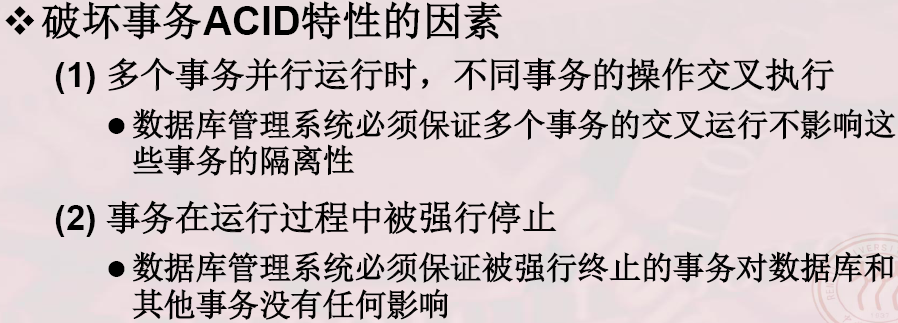 ❖ 破坏事务ACID特性的因素
(1) 多个事务并行运行时，不同事务的操作交叉执行
● 数据库管理系统必须保证多个事务的交叉运行不影响这
些事务的隔离性
(2) 事务在运行过程中被强行停止
● 数据库管理系统必须保证被强行终止的事务对数据库和
其他事务没有任何影响